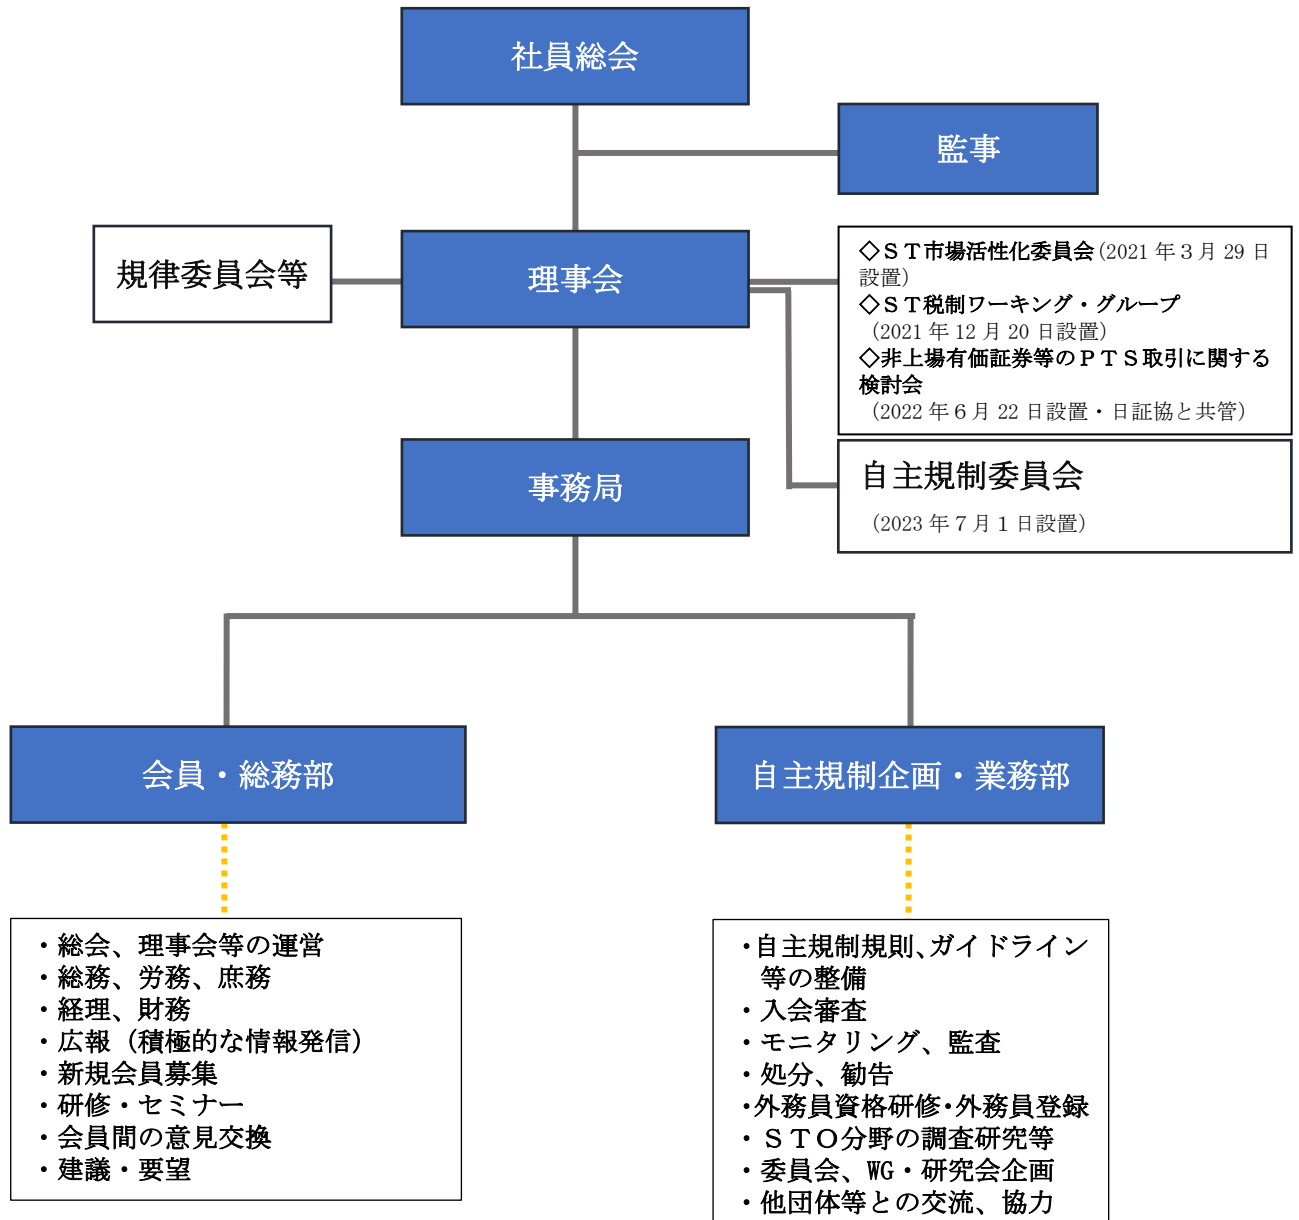 社員総会
監事
規律委員会等
理事会
◇ＳＴ市場活性化委員会(2021 年３月 29 日
設置)
◇ＳＴ税制ワーキング・グループ
（2021 年 12 月 20 日設置）
◇非上場有価証券等のＰＴＳ取引に関する
検討会
（2022 年６月 22 日設置・日証協と共管）
事務局
自主規制委員会
（2023 年７月１日設置）
会員・総務部
自主規制企画・業務部
・総会、理事会等の運営
・総務、労務、庶務
・経理、財務
・広報（積極的な情報発信）
・新規会員募集
・研修・セミナー
・会員間の意見交換
・建議・要望
・自主規制規則、ガイドライン
等の整備
・入会審査
・モニタリング、監査
・処分、勧告
・外務員資格研修・外務員登録
・ＳＴＯ分野の調査研究等
・委員会、WG・研究会企画
・他団体等との交流、協力